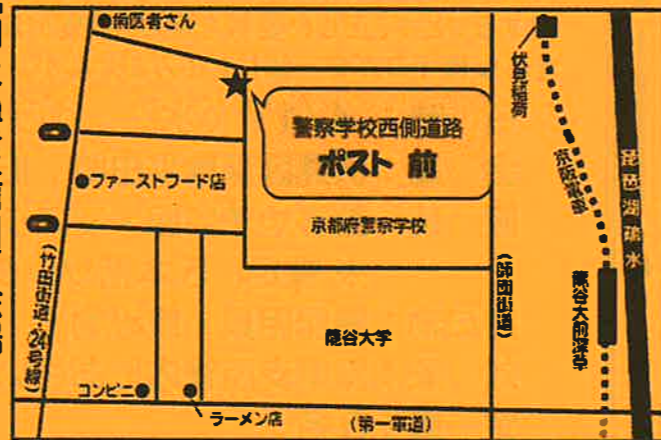 ●歯医者さん
伏見稲荷
警察学校西側道路
ポスト 前
京阪電車
琵琶湖疏水
●ファーストフード店
京都府警察学校
(竹田街道・24号線)
(師団街道)
龍谷大前深草
龍谷大学
コンビニ●
ラーメン店
(第一軍道)